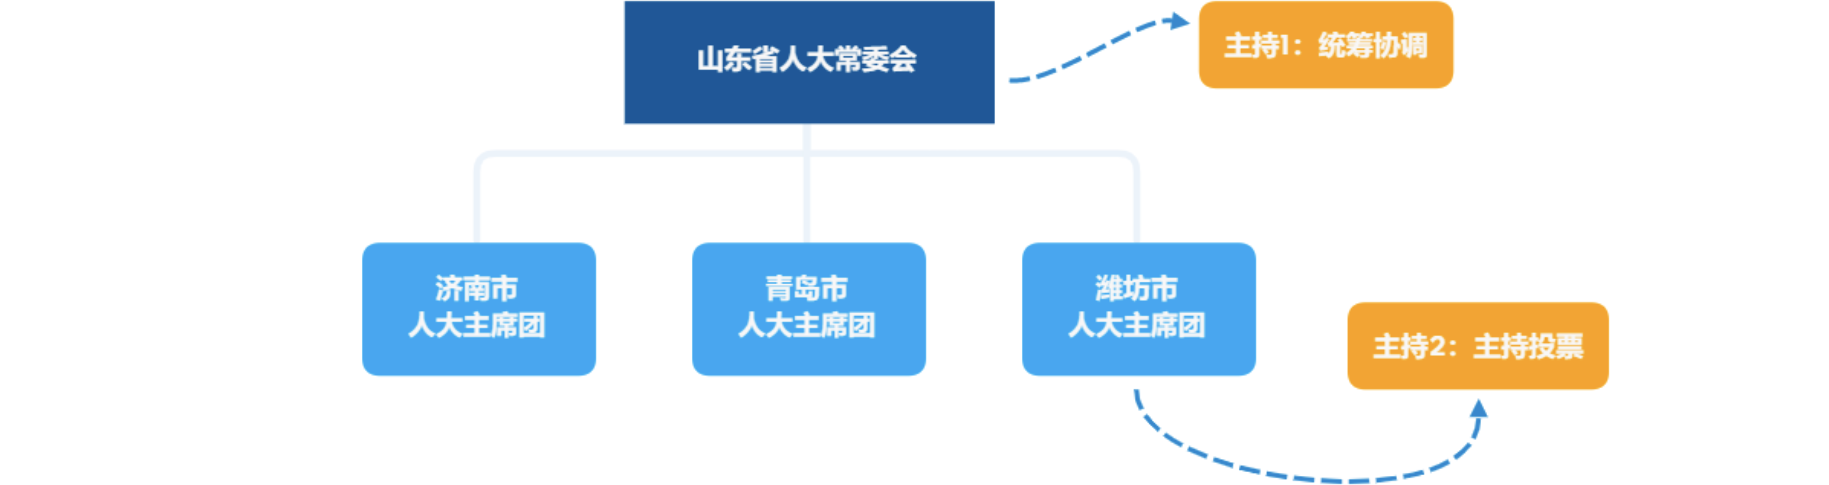 山东省人大常委会
主持1：统筹协调
济南市
人大主席团
青岛市
人大主席团
潍坊市
人大主席团
主持2：主持投票